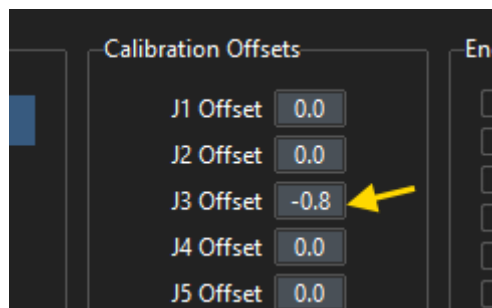 Calibration Offsets
En
J1 Offset 0.0
J2 Offset 0.0
J3 Offset -0.8
J4 Offset 0.0
J5 Offset 0.0